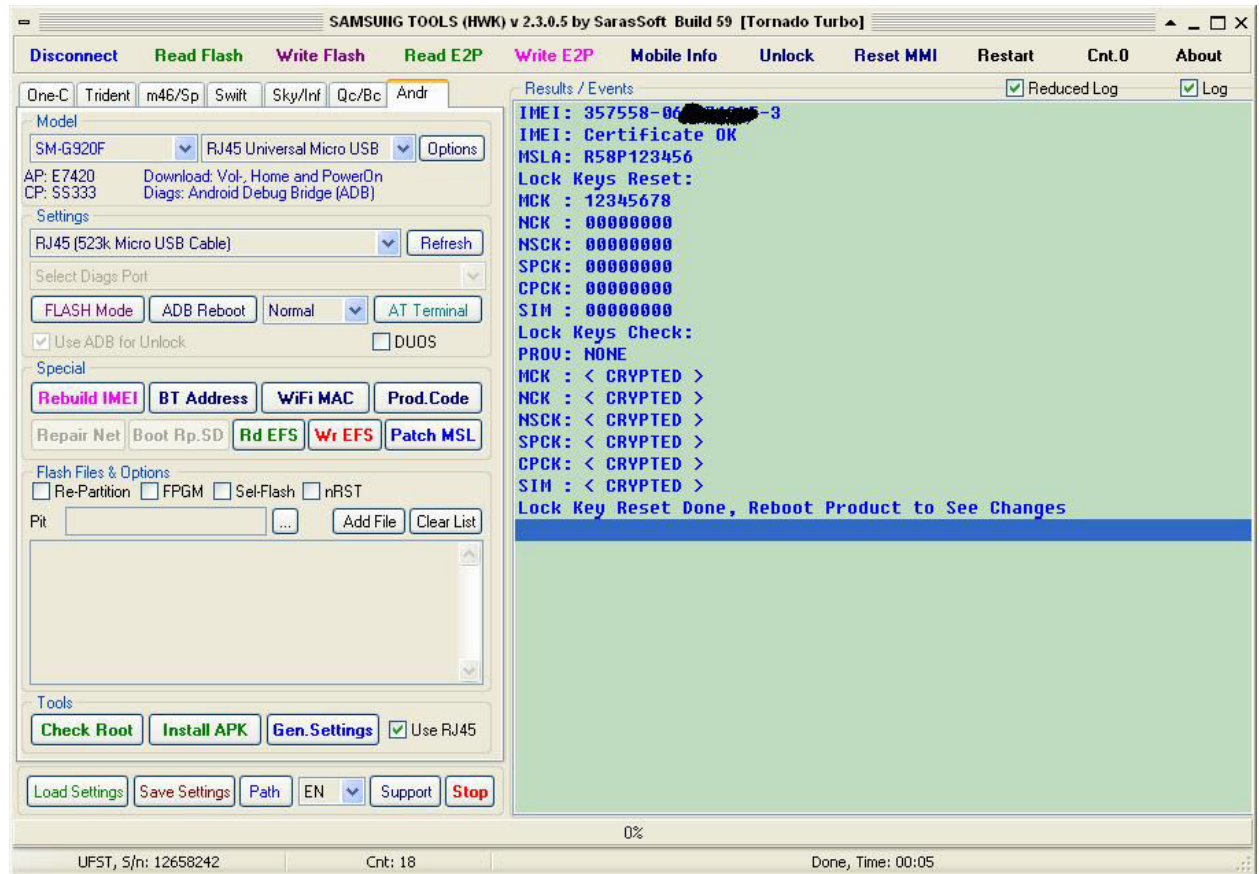 SAMSUNG TOOLS (HWK) v 2.3.0.5 by SarasSoft Build 59 [Tornado Turbo]
Disconnect Read Flash Write Flash Read E2P Write E2P Mobile Info Unlock Reset MMI Restart Cnt.0 About
One-C Trident m46/Sp Swift Sky/Inf Qc/Bc Andr
Model
SM-G920F RJ45 Universal Micro USB Options
AP: E7420 Download: Vol-, Home and PowerOn
CP: SS333 Diags: Android Debug Bridge (ADB)
Settings
RJ45 (523k Micro USB Cable) Refresh
Select Diags Port
FLASH Mode ADB Reboot Normal AT Terminal
Use ADB for Unlock DUOS
Special
Rebuild IMEI BT Address WiFi MAC Prod.Code
Repair Net Boot Rp.SD Rd EFS Wr EFS Patch MSL
Flash Files & Options
Re-Partition FPGM Sel-Flash nRST
Pit ... Add File Clear List
Tools
Check Root Install APK Gen.Settings Use RJ45
Load Settings Save Settings Path EN Support Stop
Results / Events Reduced Log Log
IMEI: 357558-0 -3
IMEI: Certificate OK
MSLA: R58P123456
Lock Keys Reset:
MCK : 12345678
NCK : 00000000
NSCK: 00000000
SPCK: 00000000
CPCK: 00000000
SIM : 00000000
Lock Keys Check:
PROV: NONE
MCK : < CRYPTED >
NCK : < CRYPTED >
NSCK: < CRYPTED >
SPCK: < CRYPTED >
CPCK: < CRYPTED >
SIM : < CRYPTED >
Lock Key Reset Done, Reboot Product to See Changes
0%
UFST, S/n: 12658242 Cnt: 18 Done, Time: 00:05